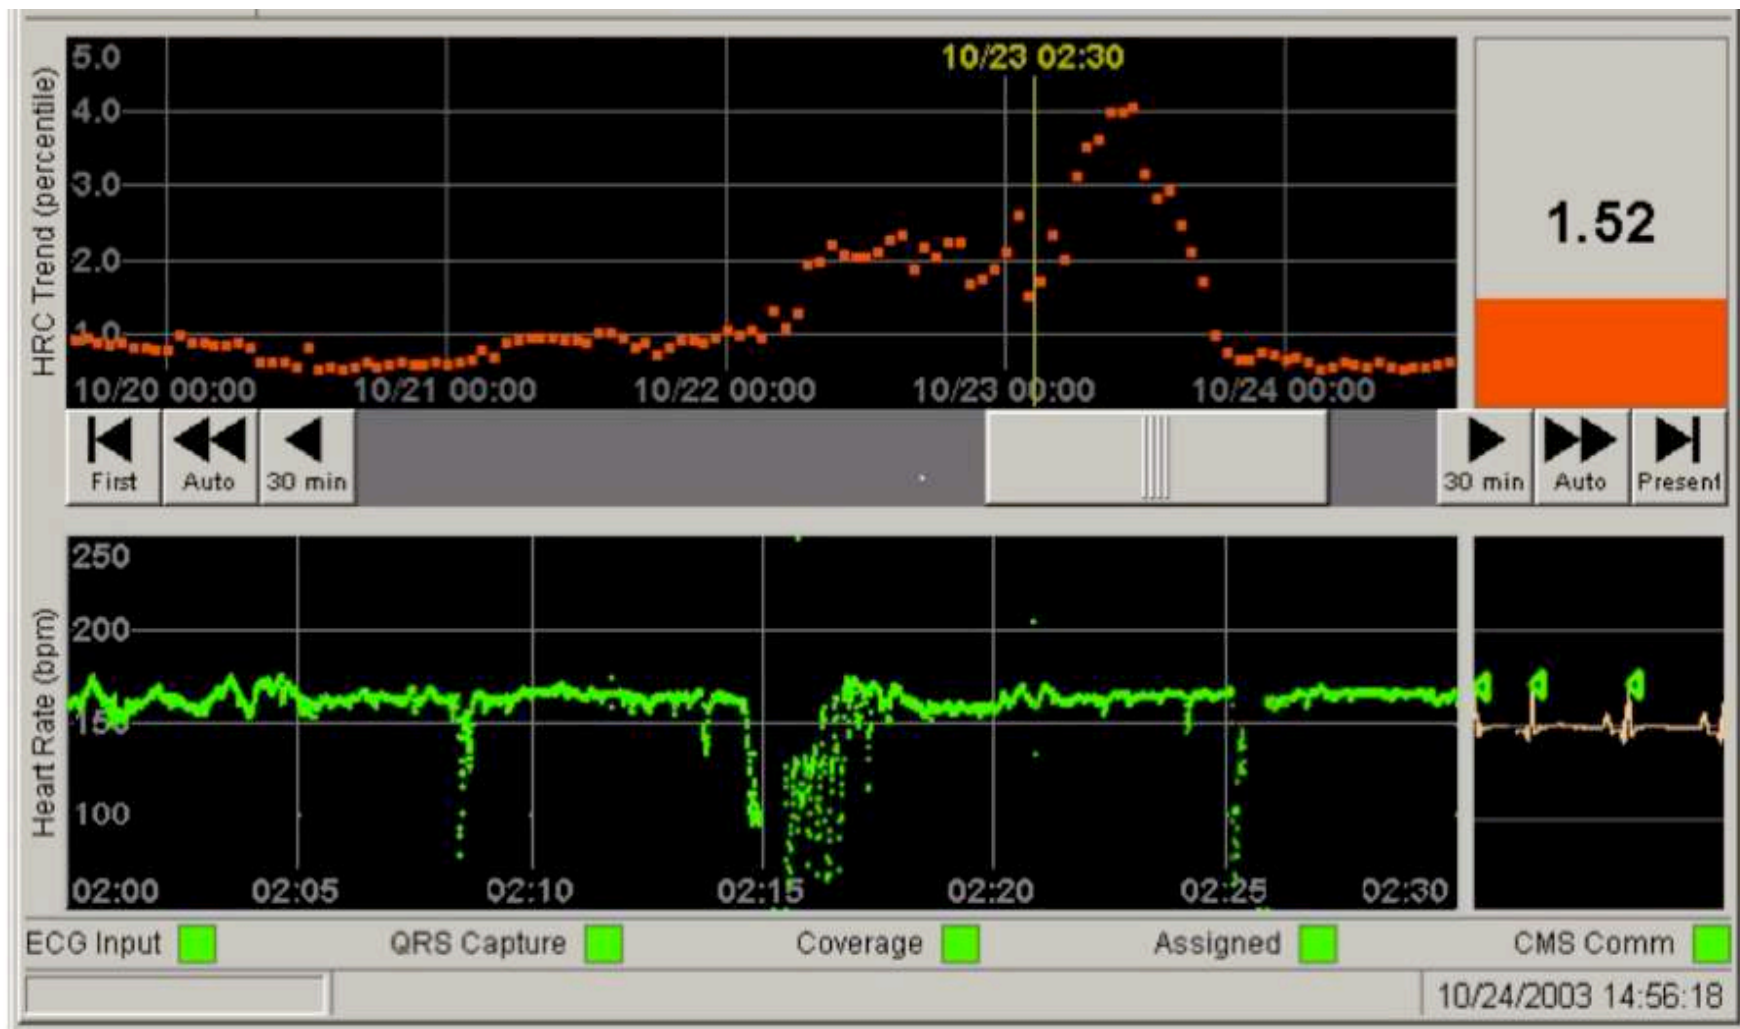 HRC Trend (percentile)
5.0
10/23 02:30
4.0
3.0
2.0
1.0
10/20 00:00 10/21 00:00 10/22 00:00 10/23 00:00 10/24 00:00
1.52
First Auto 30 min 30 min Auto Present
Heart Rate (bpm)
250
200
150
100
02:00 02:05 02:10 02:15 02:20 02:25 02:30
ECG Input QRS Capture Coverage Assigned CMS Comm
10/24/2003 14:56:18